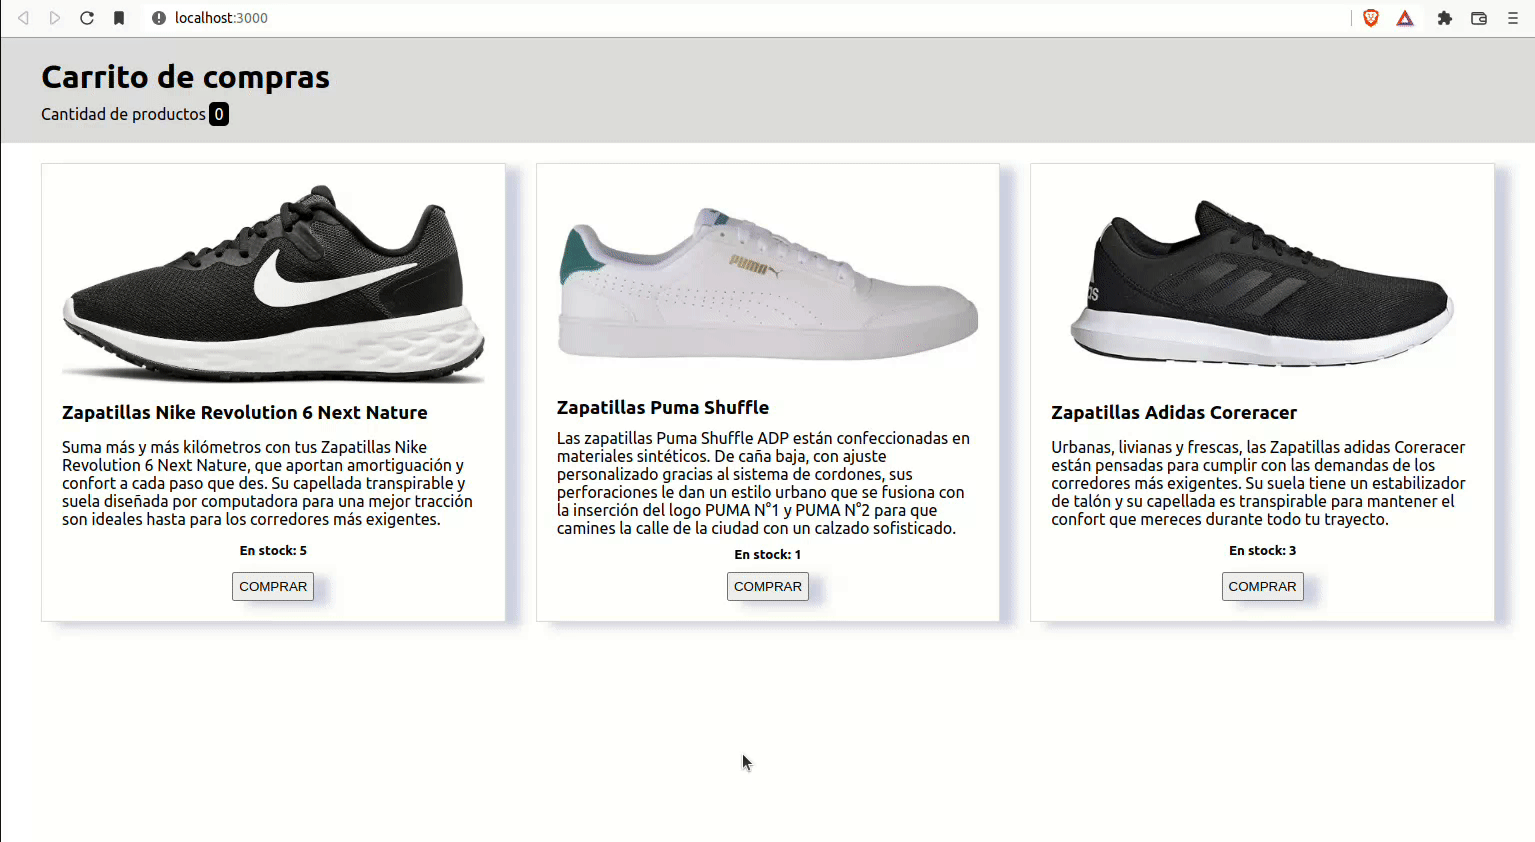 localhost:3000
Carrito de compras
Cantidad de productos 0
PUMA
Zapatillas Nike Revolution 6 Next Nature
Suma más y más kilómetros con tus Zapatillas Nike
Revolution 6 Next Nature, que aportan amortiguación y
confort a cada paso que des. Su capellada transpirable y
suela diseñada por computadora para una mejor tracción
son ideales hasta para los corredores más exigentes.
En stock: 5
COMPRAR
Zapatillas Puma Shuffle
Las zapatillas Puma Shuffle ADP están confeccionadas en
materiales sintéticos. De caña baja, con ajuste
personalizado gracias al sistema de cordones, sus
perforaciones le dan un estilo urbano que se fusiona con
la inserción del logo PUMA N°1 y PUMA N°2 para que
camines la calle de la ciudad con un calzado sofisticado.
En stock: 1
COMPRAR
Zapatillas Adidas Coreracer
Urbanas, livianas y frescas, las Zapatillas adidas Coreracer
están pensadas para cumplir con las demandas de los
corredores más exigentes. Su suela tiene un estabilizador
de talón y su capellada es transpirable para mantener el
confort que mereces durante todo tu trayecto.
En stock: 3
COMPRAR